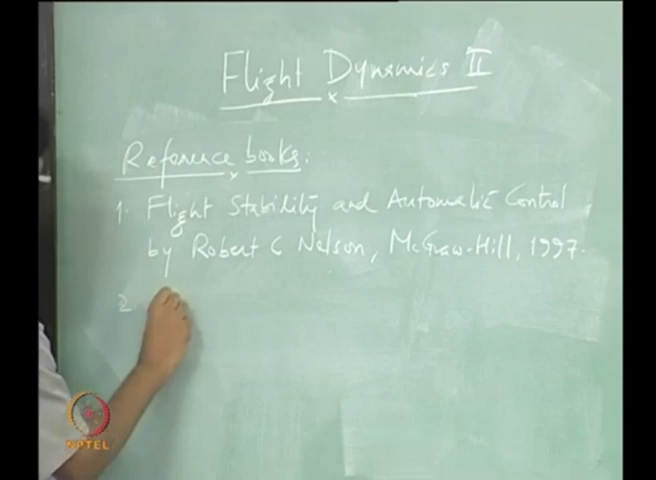 Flight Dynamics II
Reference books:
1. Flight Stability and Automatic Control
by Robert C Nelson, McGraw-Hill, 1997.
2.
NPTEL